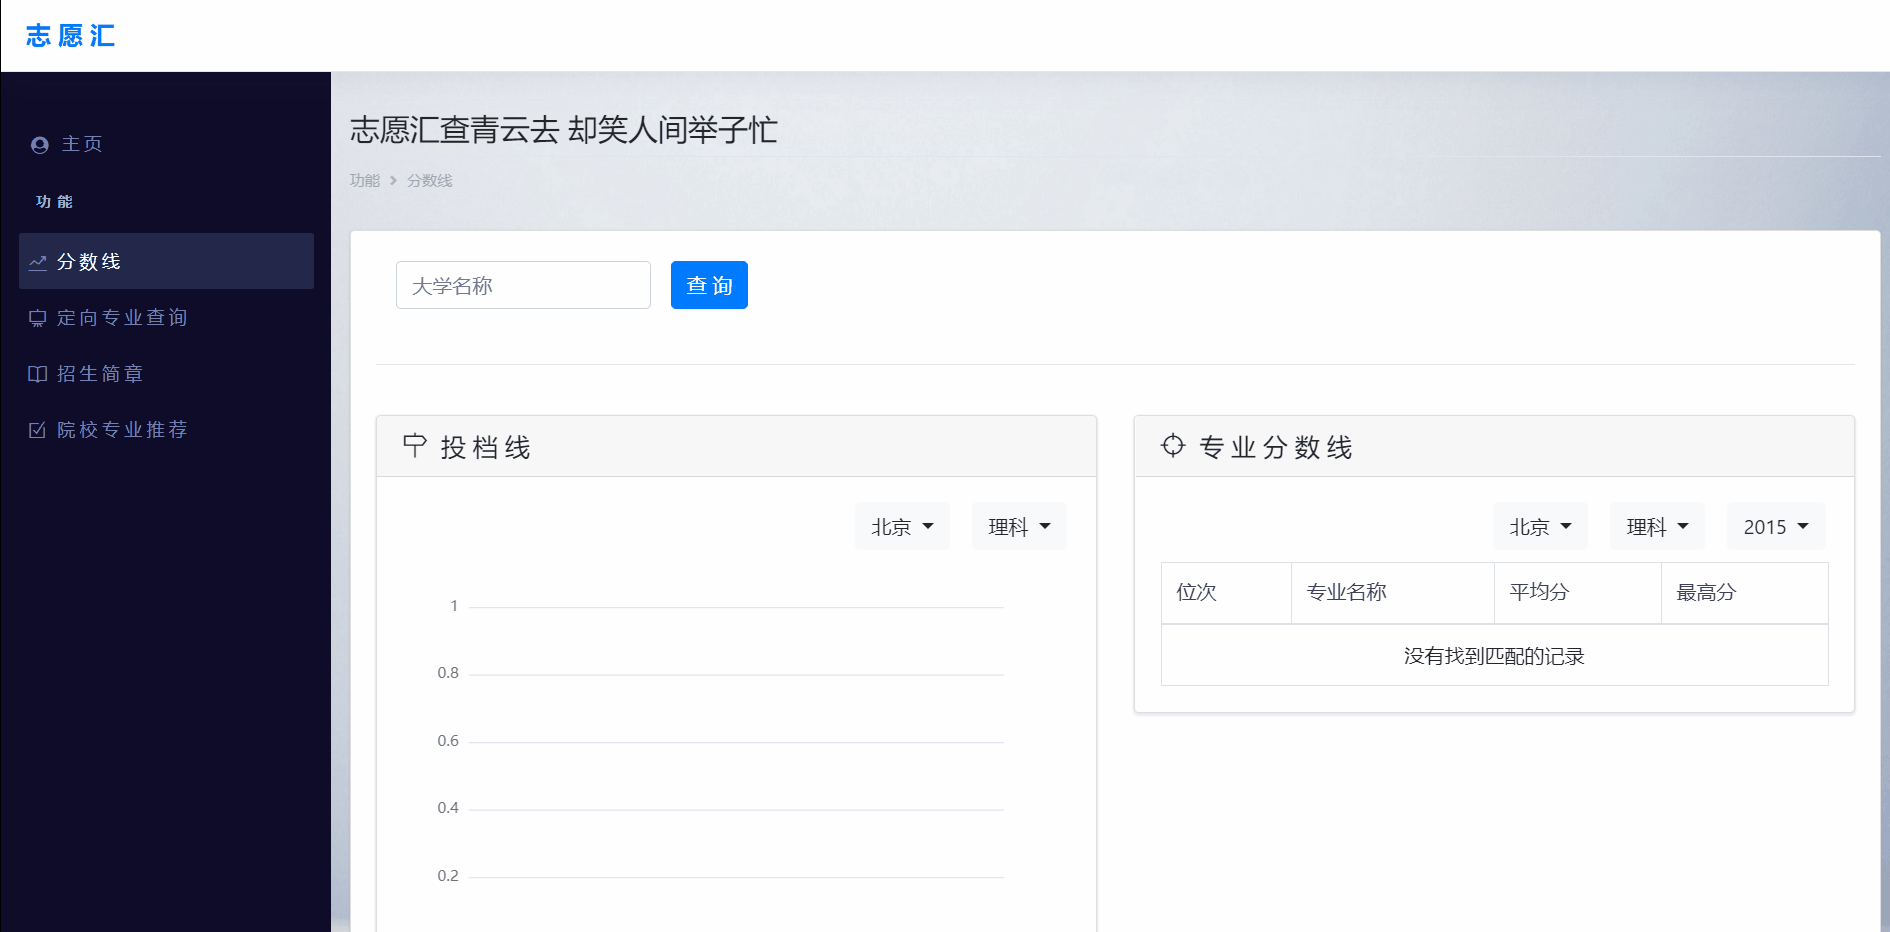 志愿汇
主页
功能
分数线
定向专业查询
招生简章
院校专业推荐
志愿汇查青云去 却笑人间举子忙
功能 > 分数线
大学名称 查询
投档线
北京 理科
1
0.8
0.6
0.4
0.2
专业分数线
北京 理科 2015
位次 专业名称 平均分 最高分
没有找到匹配的记录